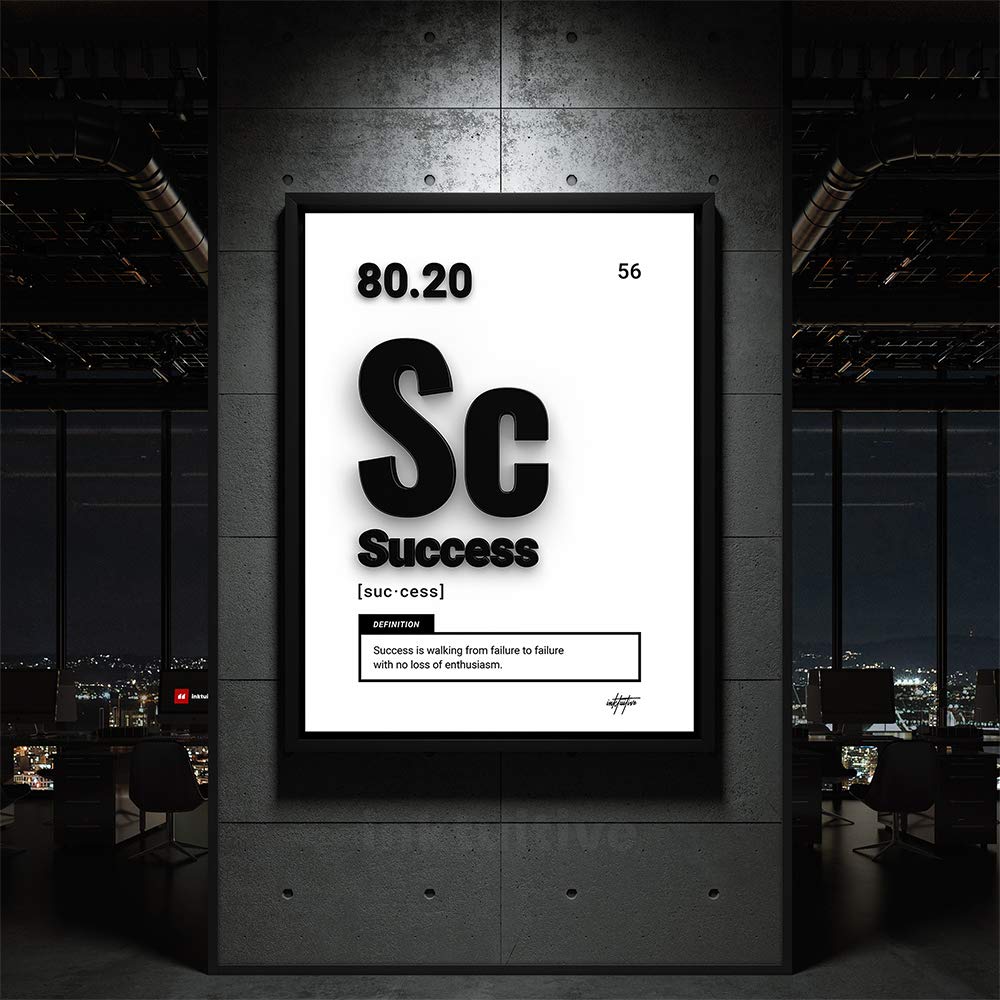 80.20
56
Sc
Success
[suc·cess]
DEFINITION
Success is walking from failure to failure
with no loss of enthusiasm.
inktuitive
inktui
inktuitive